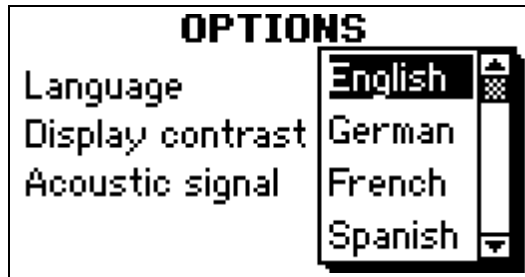 OPTIONS
Language English
Display contrast German
Acoustic signal French
Spanish